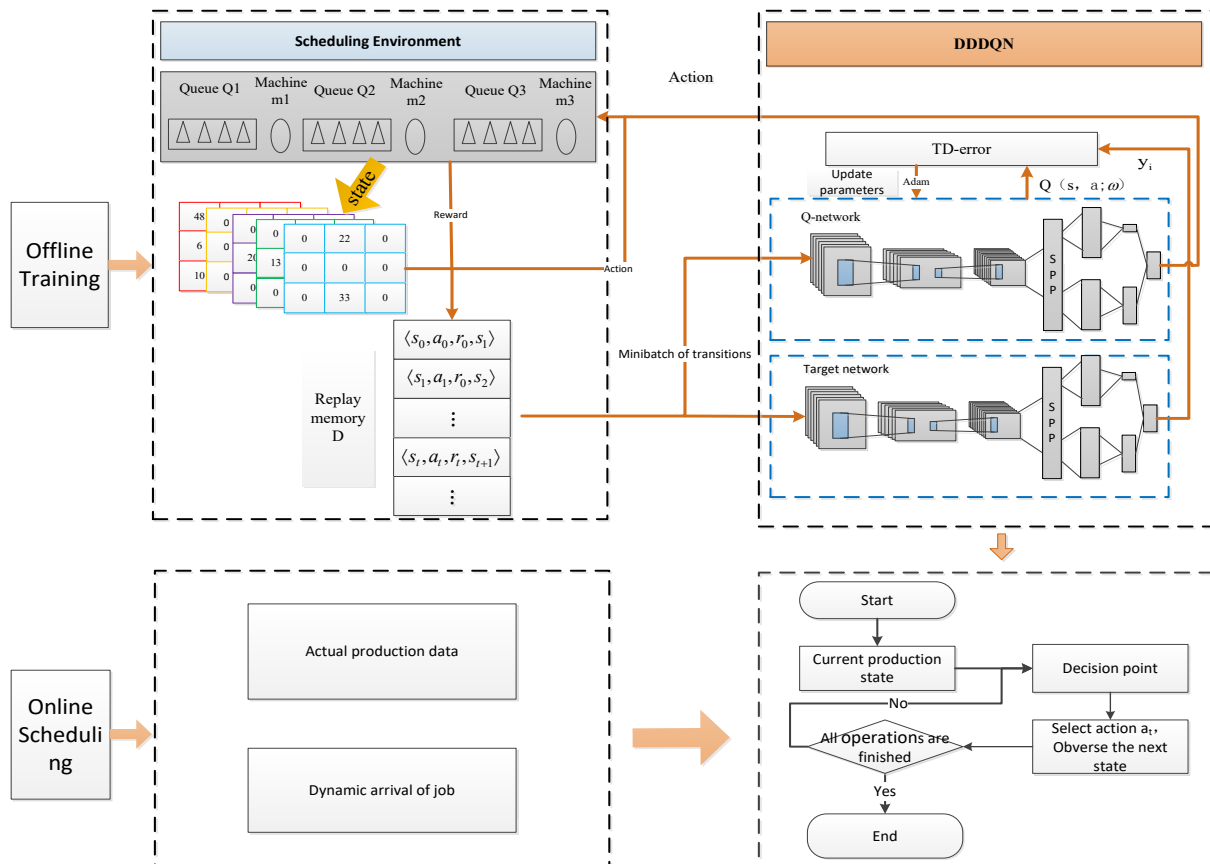 Scheduling Environment
Queue Q1
Machine
m1
Queue Q2
Machine
m2
Queue Q3
Machine
m3
state
Reward
48
6
10
0
0
0
0
20
0
0
13
0
0 22 0
0 0 0
0 33 0
Action
Action
Offline
Training
Replay
memory
D
⟨s₀, a₀, r₀, s₁⟩
⟨s₁, a₁, r₀, s₂⟩
⋮
⟨sₜ, aₜ, rₜ, sₜ₊₁⟩
⋮
Minibatch of transitions
DDDQN
TD-error
Update
parameters
Adam
Q（s， a;ω）
yᵢ
Q-network
S
P
P
Target network
S
P
P
Online
Scheduli
ng
Actual production data
Dynamic arrival of job
Start
Current production
state
Decision point
No
Select action aₜ，
Obverse the next
state
All operations are
finished
Yes
End